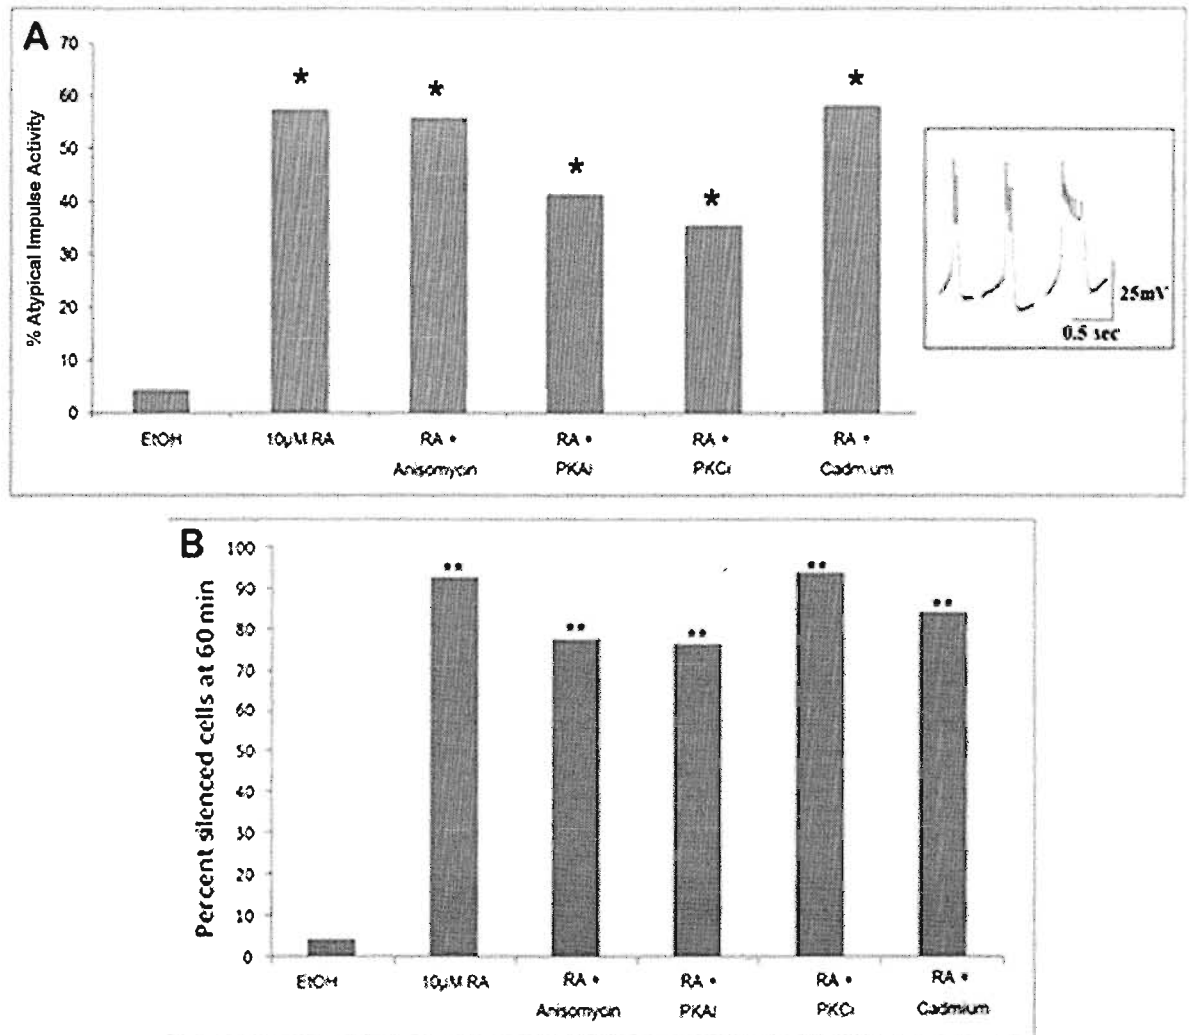 A
70
60
50
40
30
20
10
0
% Atypical Impulse Activity
* * * * *
EtOH 10µM RA RA + RA + RA + RA +
Anisomycin PKAi PKCi Cadmium
25mV
0.5 sec
B
100
90
80
70
60
50
40
30
20
10
0
Percent silenced cells at 60 min
** ** ** ** **
EtOH 10µM RA RA + RA + RA + RA +
Anisomycin PKAi PKCi Cadmium